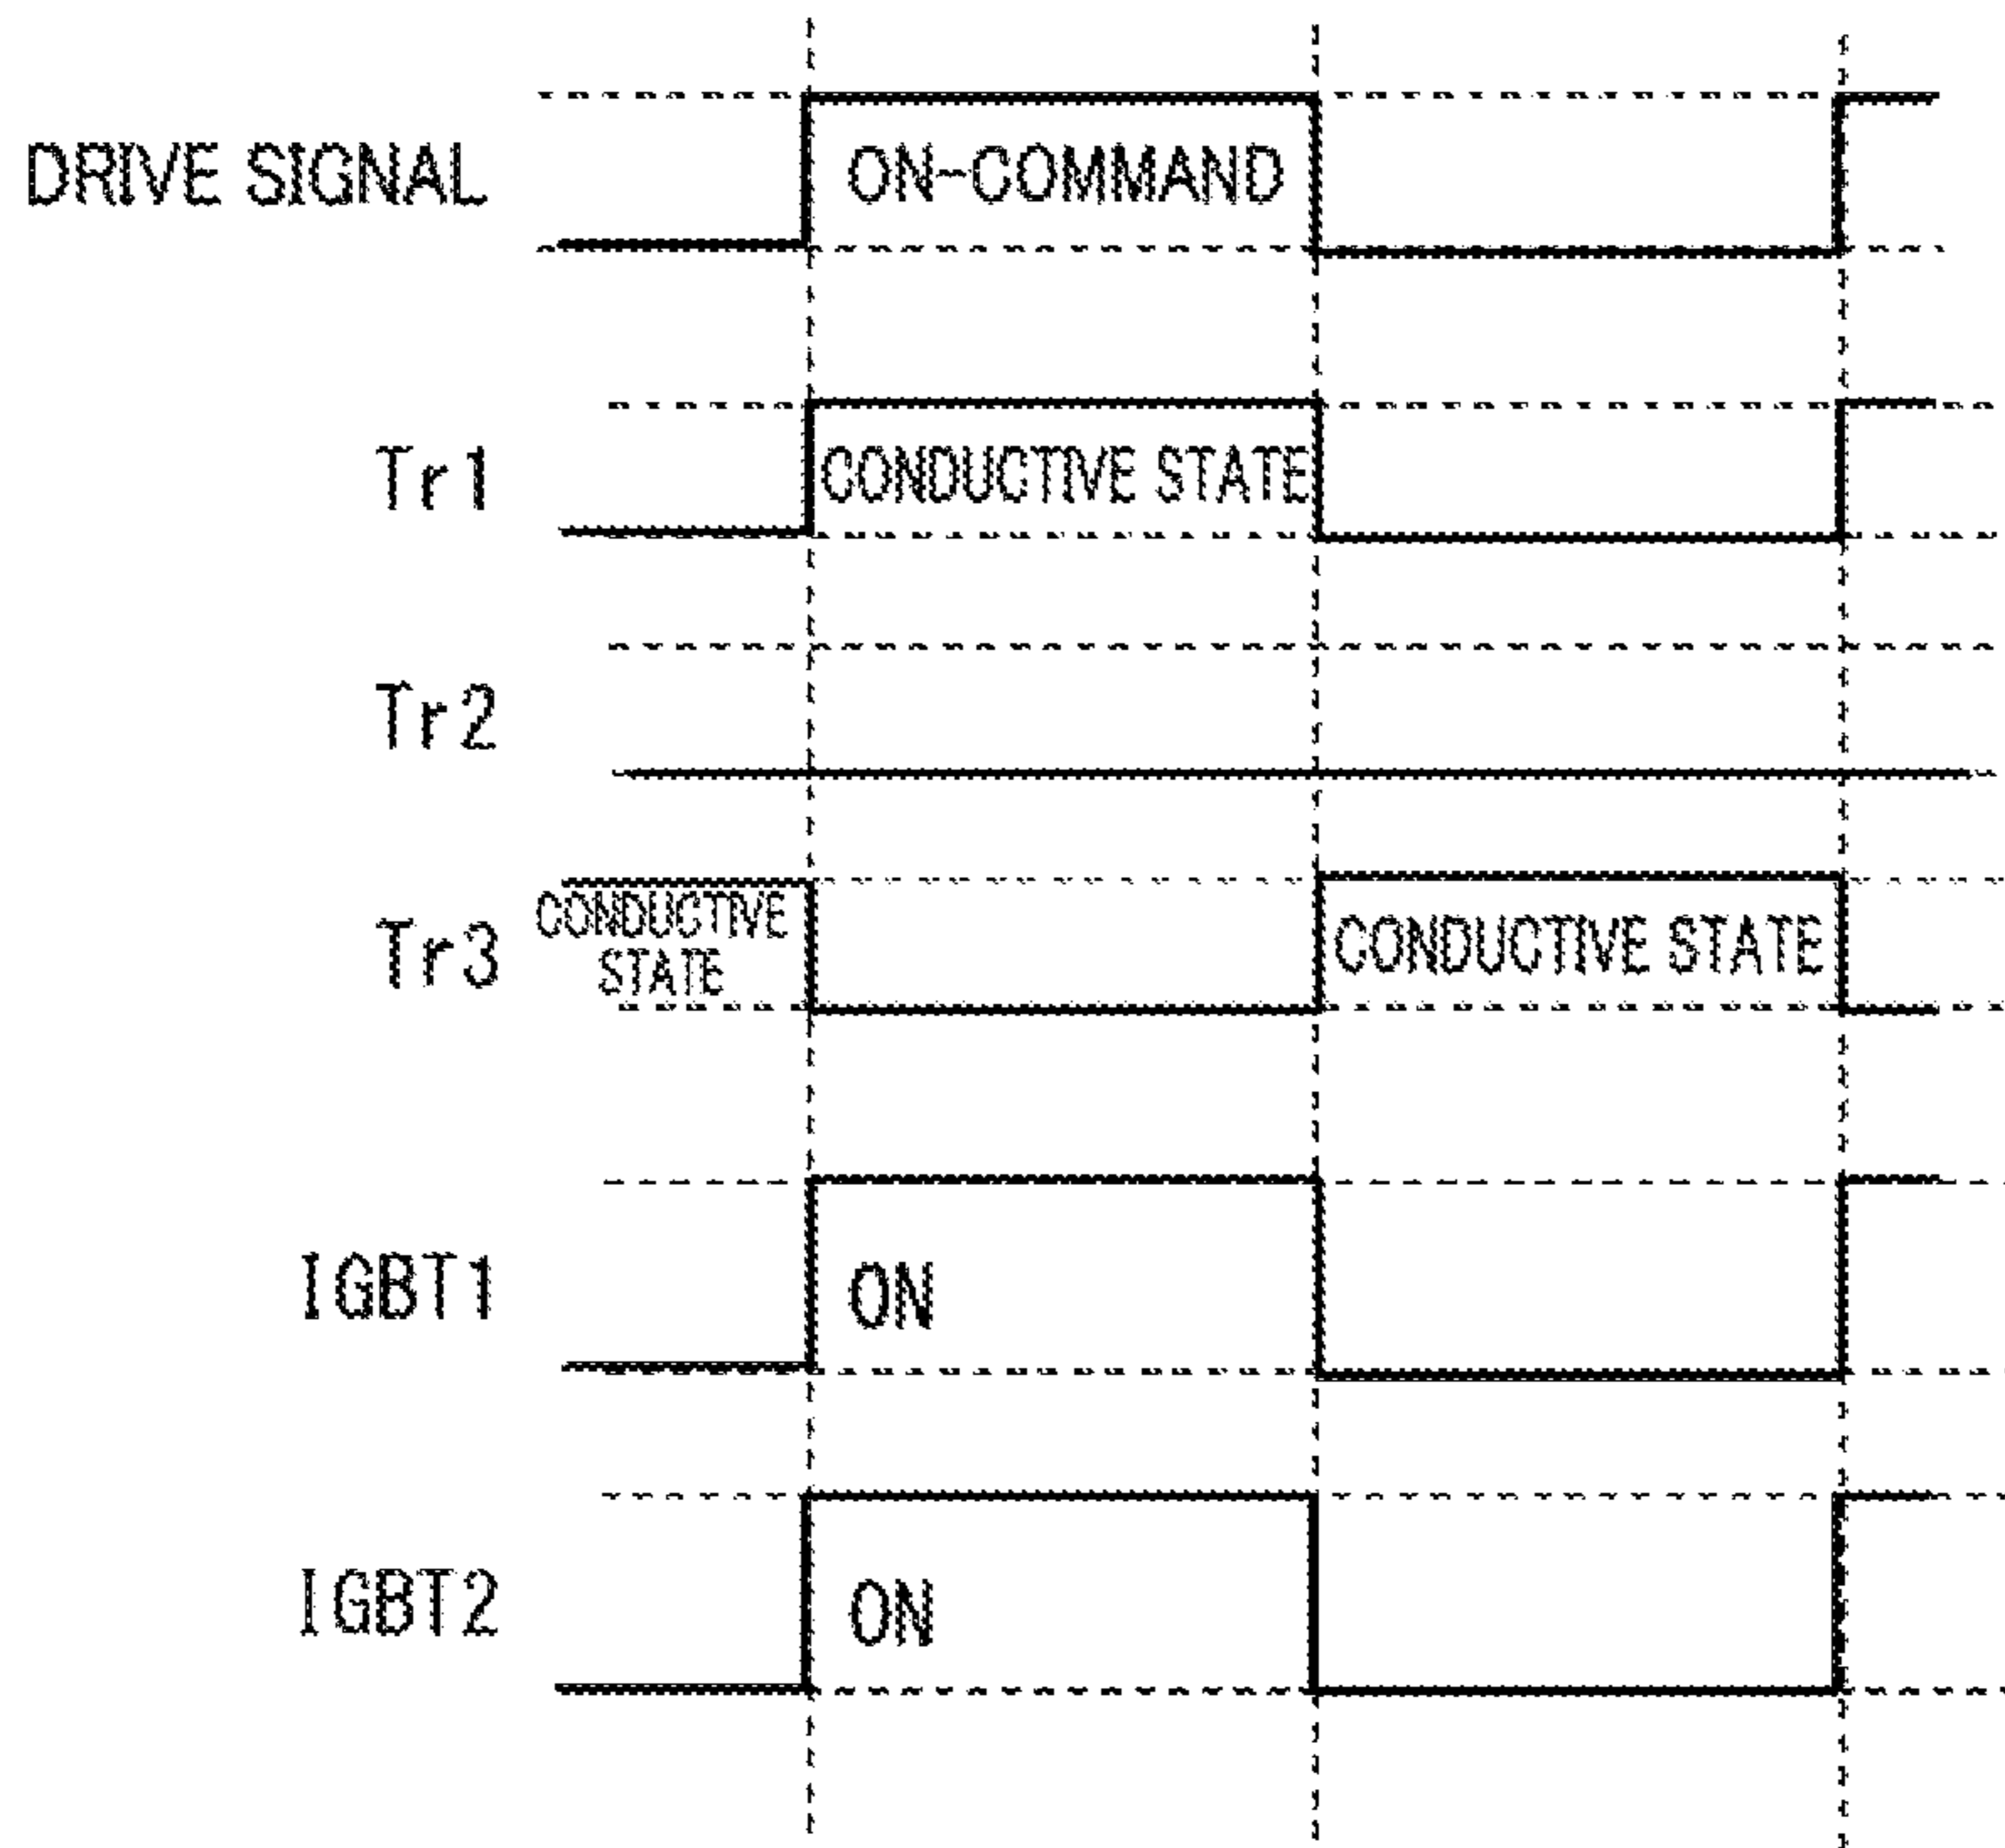 DRIVE SIGNAL
ON-COMMAND
Tr1
CONDUCTIVE STATE
Tr2
Tr3
CONDUCTIVE
STATE
CONDUCTIVE STATE
IGBT1
ON
IGBT2
ON